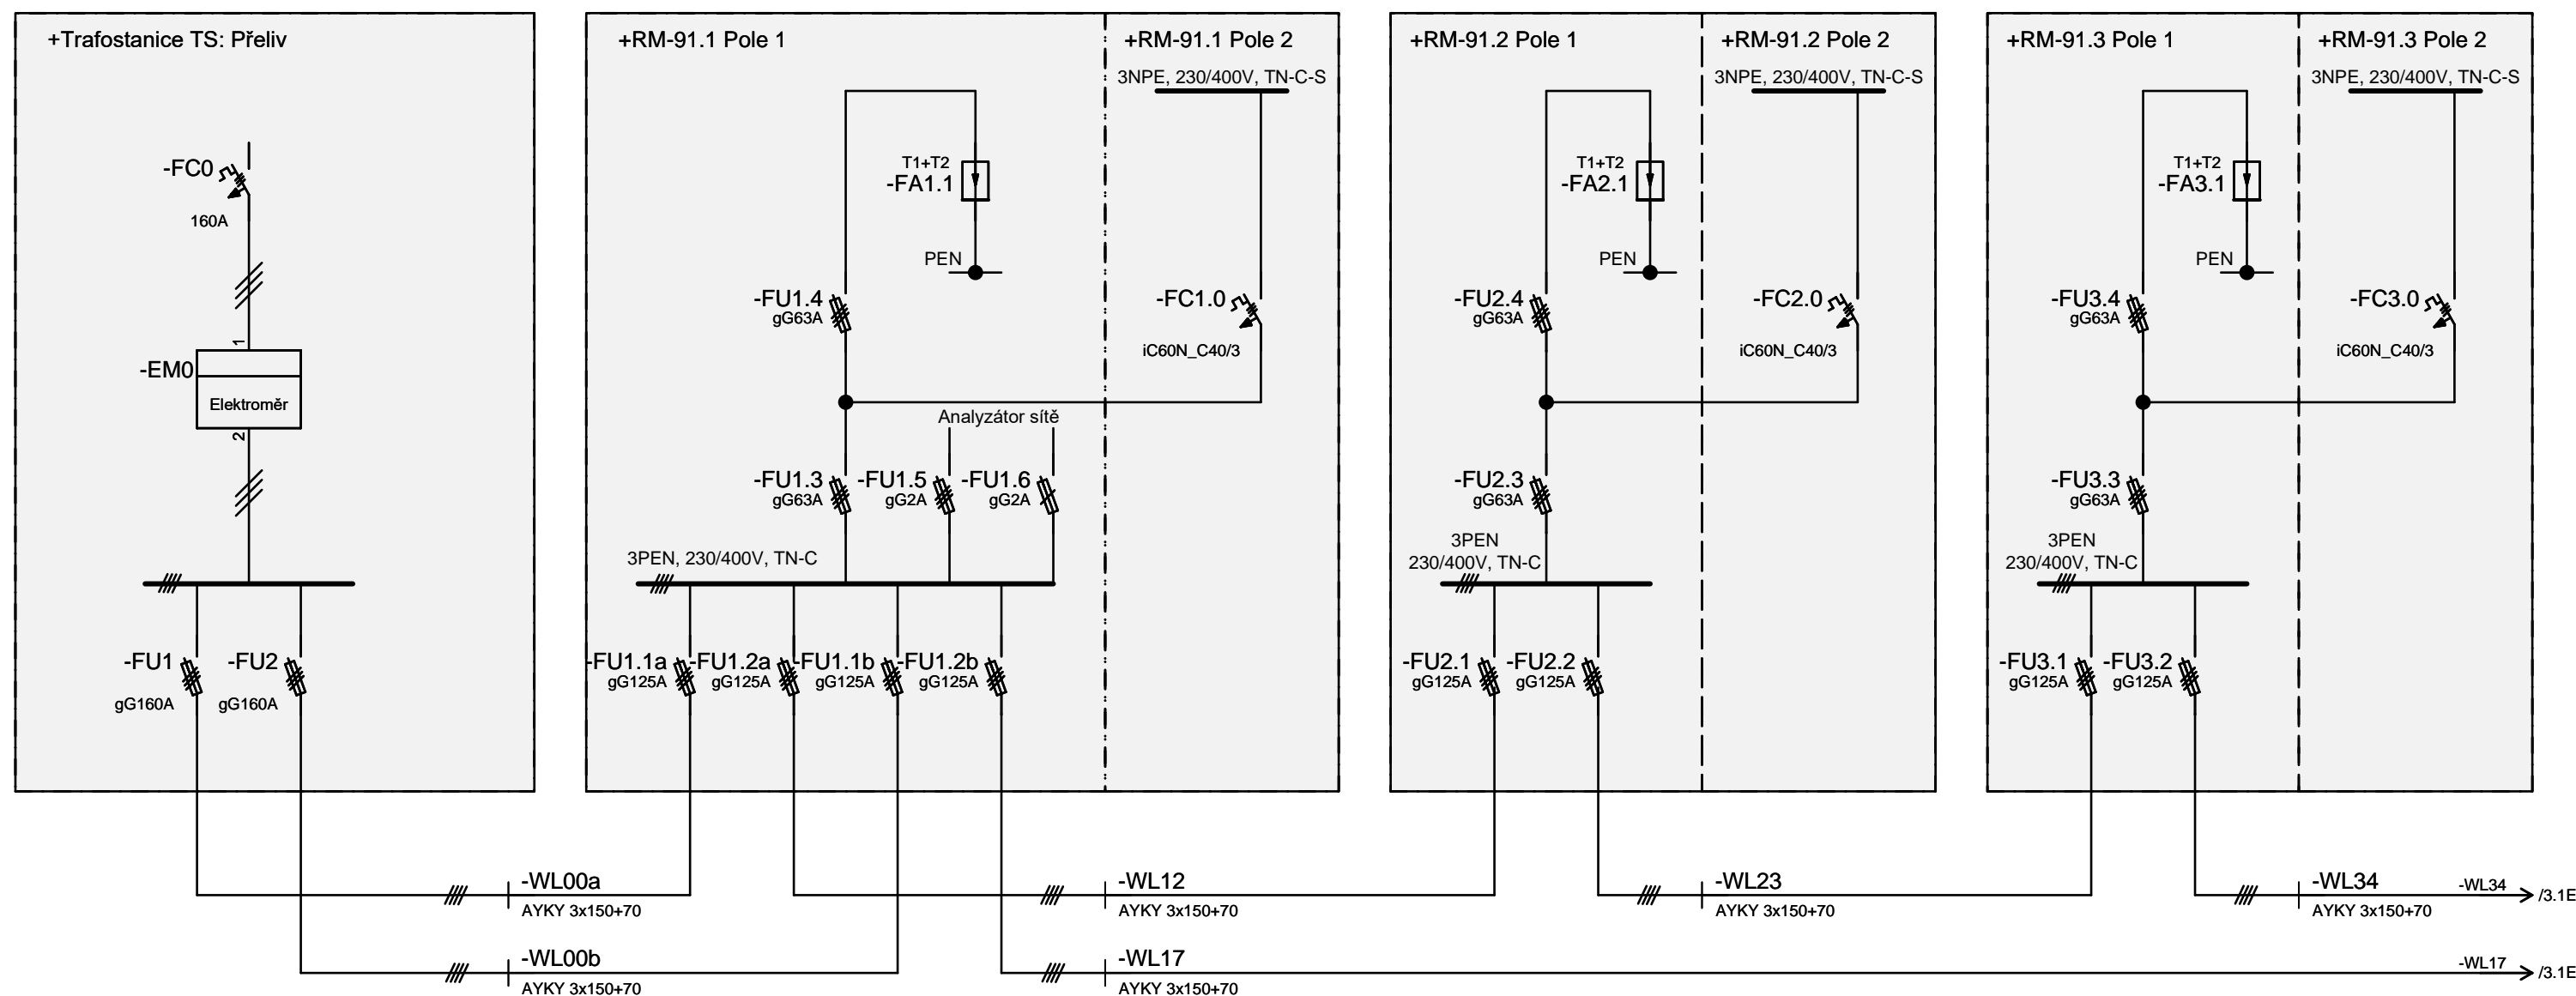 +Trafostanice TS: Přeliv
-FC0
160A
1
-EM0
Elektroměr
2
-FU1
gG160A
-FU2
gG160A
+RM-91.1 Pole 1
T1+T2
-FA1.1
PEN
-FU1.4
gG63A
Analyzátor sítě
-FU1.3
gG63A
-FU1.5
gG2A
-FU1.6
gG2A
3PEN, 230/400V, TN-C
-FU1.1a
gG125A
-FU1.2a
gG125A
-FU1.1b
gG125A
-FU1.2b
gG125A
+RM-91.1 Pole 2
3NPE, 230/400V, TN-C-S
-FC1.0
iC60N_C40/3
+RM-91.2 Pole 1
T1+T2
-FA2.1
PEN
-FU2.4
gG63A
-FU2.3
gG63A
3PEN
230/400V, TN-C
-FU2.1
gG125A
-FU2.2
gG125A
+RM-91.2 Pole 2
3NPE, 230/400V, TN-C-S
-FC2.0
iC60N_C40/3
+RM-91.3 Pole 1
T1+T2
-FA3.1
PEN
-FU3.4
gG63A
-FU3.3
gG63A
3PEN
230/400V, TN-C
-FU3.1
gG125A
-FU3.2
gG125A
+RM-91.3 Pole 2
3NPE, 230/400V, TN-C-S
-FC3.0
iC60N_C40/3
-WL00a
AYKY 3x150+70
-WL12
AYKY 3x150+70
-WL23
AYKY 3x150+70
-WL34
AYKY 3x150+70
-WL34
/3.1E
-WL00b
AYKY 3x150+70
-WL17
AYKY 3x150+70
-WL17
/3.1E